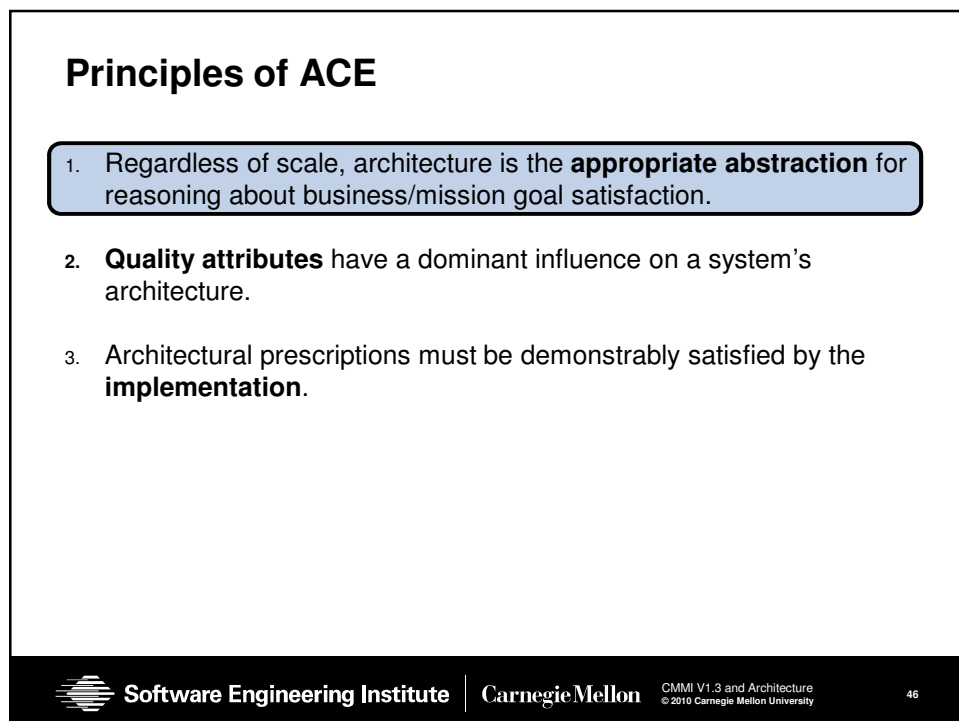 Principles of ACE
1. Regardless of scale, architecture is the appropriate abstraction for
reasoning about business/mission goal satisfaction.
2. Quality attributes have a dominant influence on a system's
architecture.
3. Architectural prescriptions must be demonstrably satisfied by the
implementation.
Software Engineering Institute
CarnegieMellon
CMMI V1.3 and Architecture
© 2010 Carnegie Mellon University
46